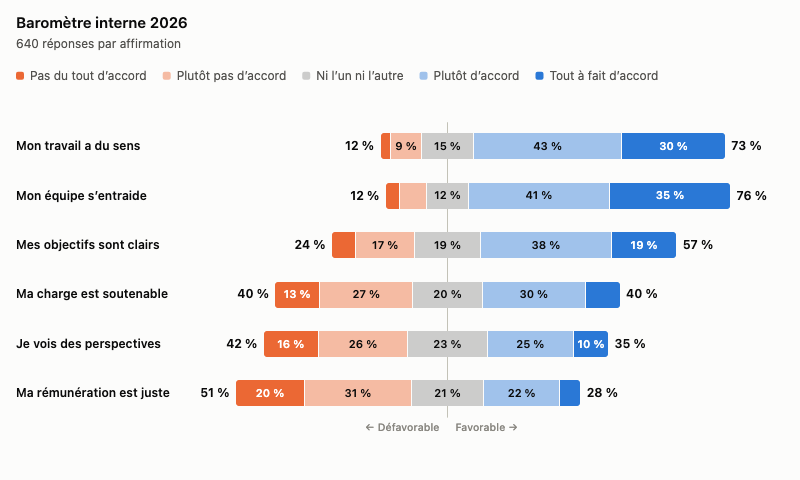 Baromètre interne 2026
640 réponses par affirmation
Pas du tout d’accord Plutôt pas d’accord Ni l’un ni l’autre Plutôt d’accord Tout à fait d’accord
Mon travail a du sens 12 % 9 % 15 % 43 % 30 % 73 %
Mon équipe s’entraide 12 % 12 % 41 % 35 % 76 %
Mes objectifs sont clairs 24 % 17 % 19 % 38 % 19 % 57 %
Ma charge est soutenable 40 % 13 % 27 % 20 % 30 % 40 %
Je vois des perspectives 42 % 16 % 26 % 23 % 25 % 10 % 35 %
Ma rémunération est juste 51 % 20 % 31 % 21 % 22 % 28 %
← Défavorable Favorable →